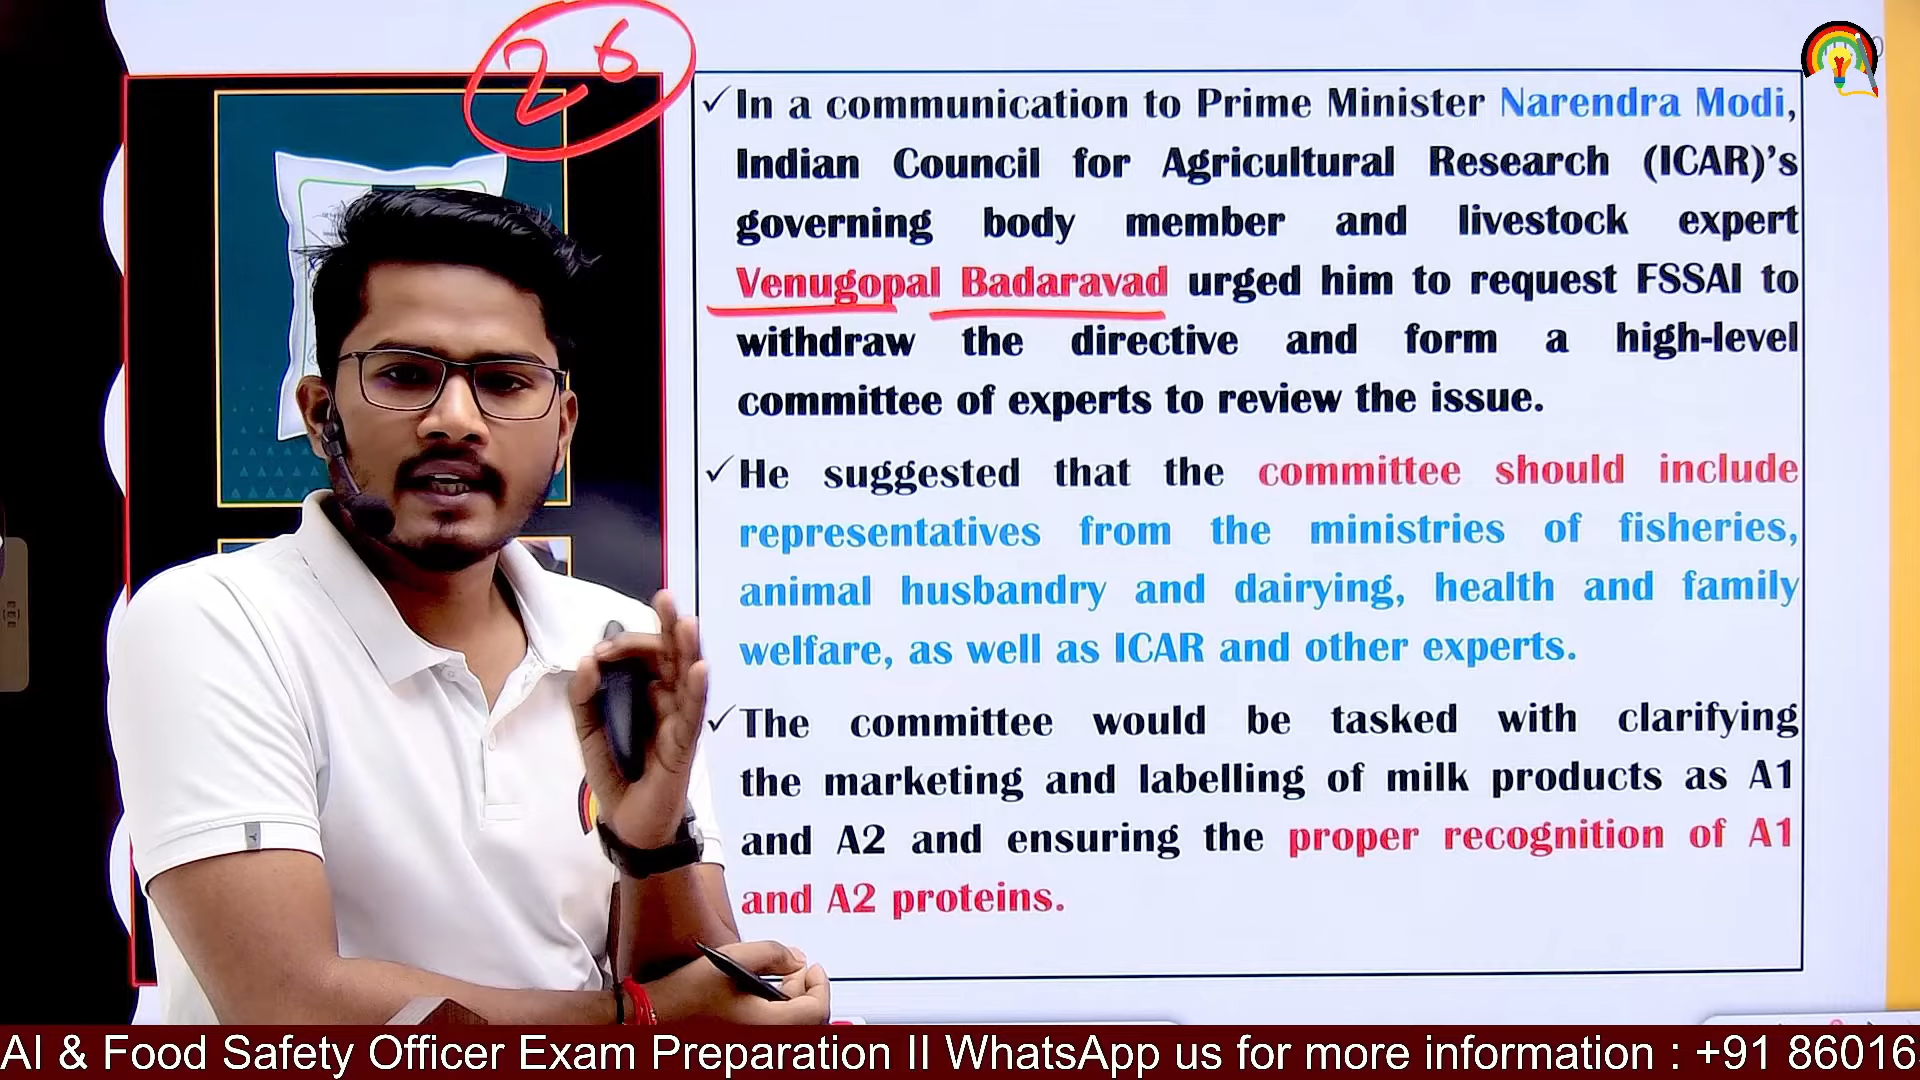 26
✓In a communication to Prime Minister Narendra Modi,
Indian Council for Agricultural Research (ICAR)'s
governing body member and livestock expert
Venugopal Badaravad urged him to request FSSAI to
withdraw the directive and form a high-level
committee of experts to review the issue.
✓He suggested that the committee should include
representatives from the ministries of fisheries,
animal husbandry and dairying, health and family
welfare, as well as ICAR and other experts.
✓The committee would be tasked with clarifying
the marketing and labelling of milk products as A1
and A2 and ensuring the proper recognition of A1
and A2 proteins.
AI & Food Safety Officer Exam Preparation II WhatsApp us for more information : +91 86016